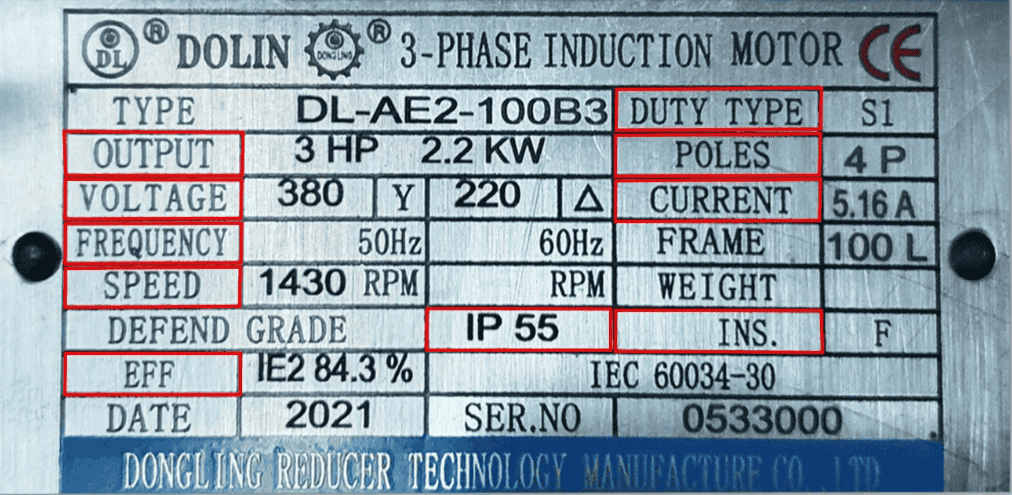 DL ® DOLIN DONGLING ® 3-PHASE INDUCTION MOTOR CE
TYPE DL-AE2-100B3 DUTY TYPE S1
OUTPUT 3 HP 2.2 KW POLES 4 P
VOLTAGE 380 Y 220 Δ CURRENT 5.16 A
FREQUENCY 50Hz 60Hz FRAME 100 L
SPEED 1430 RPM RPM WEIGHT
DEFEND GRADE IP 55 INS. F
EFF IE2 84.3 % IEC 60034-30
DATE 2021 SER.NO 0533000
DONGLING REDUCER TECHNOLOGY MANUFACTURE CO. LTD